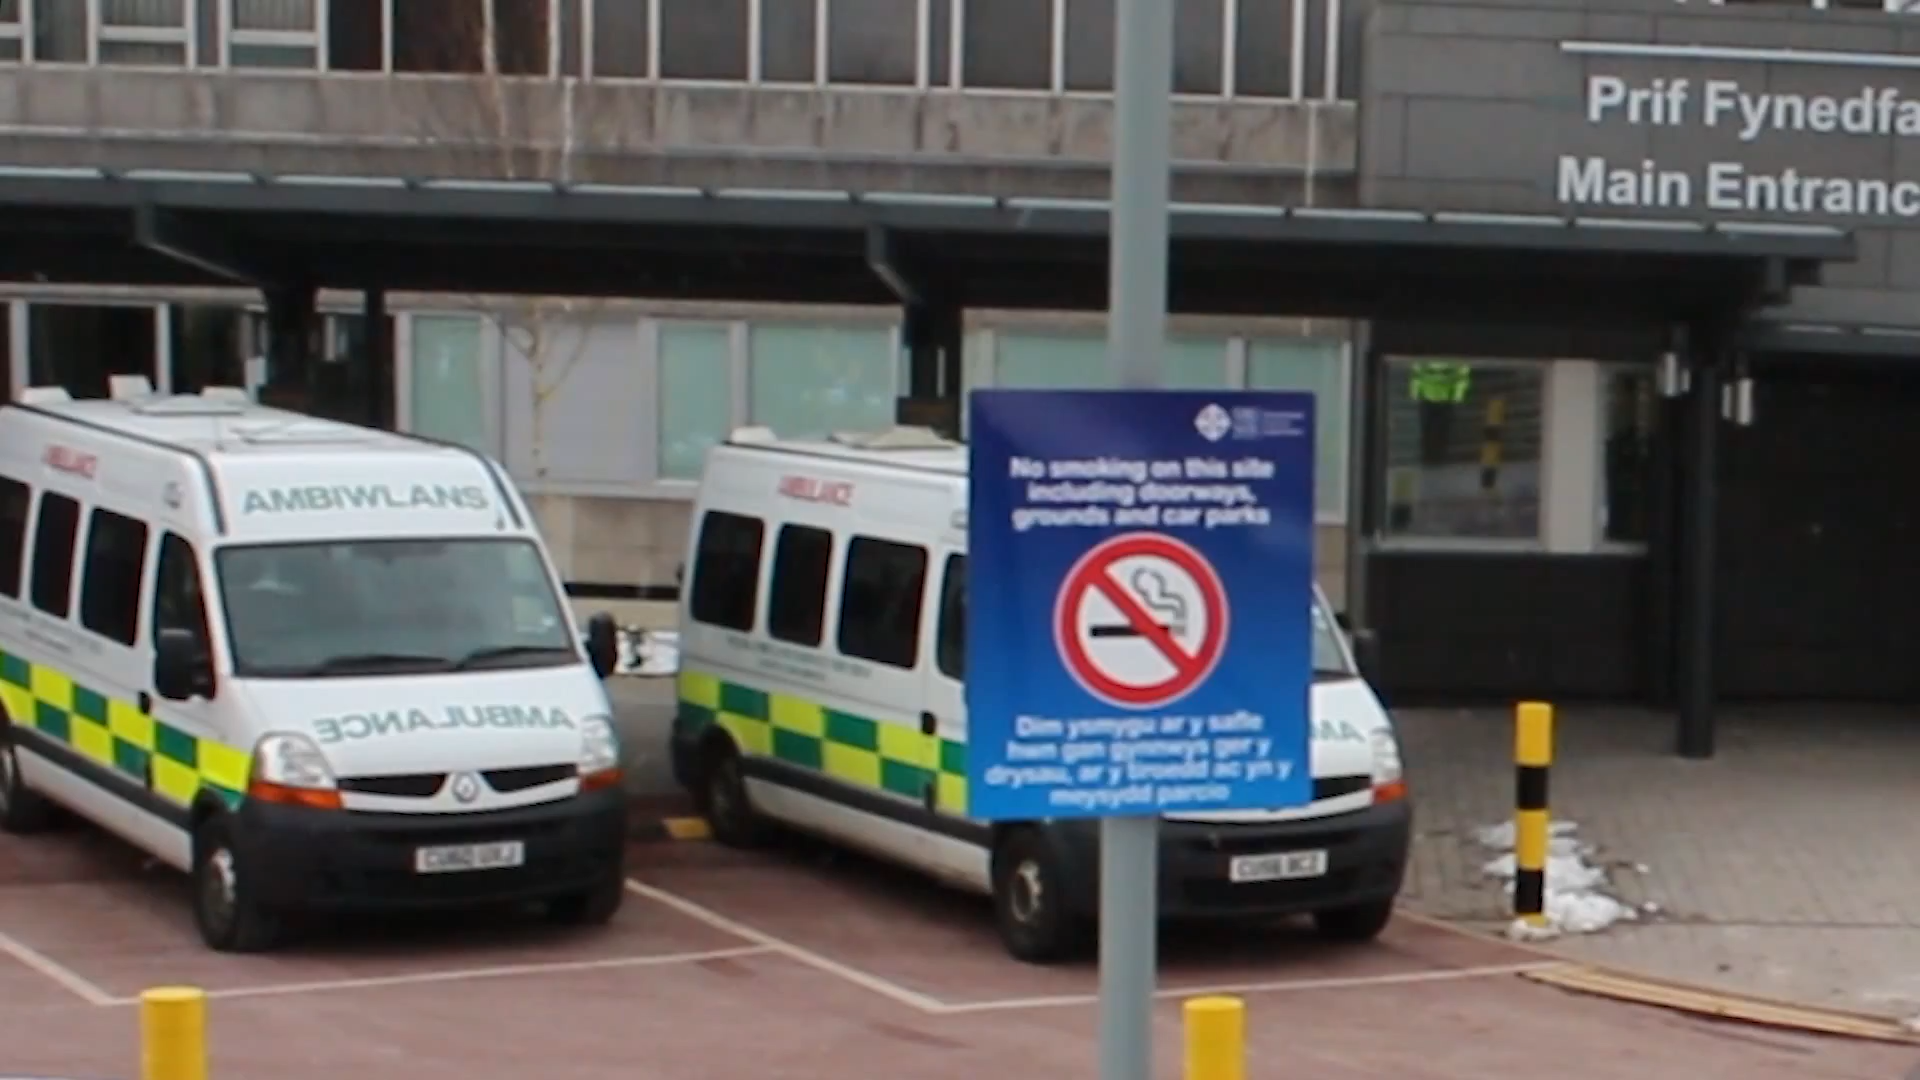 Prif Fynedfa
Main Entranc
AMBULANCE
AMBIWLANS
AMBULANCE
AMBULANCE
No smoking on this site
including doorways,
grounds and car parks
Dim ysmygu ar y safle
hwn gan gynnwys ger y
drysau, ar y tiroedd ac yn y
meysydd parcio
AM